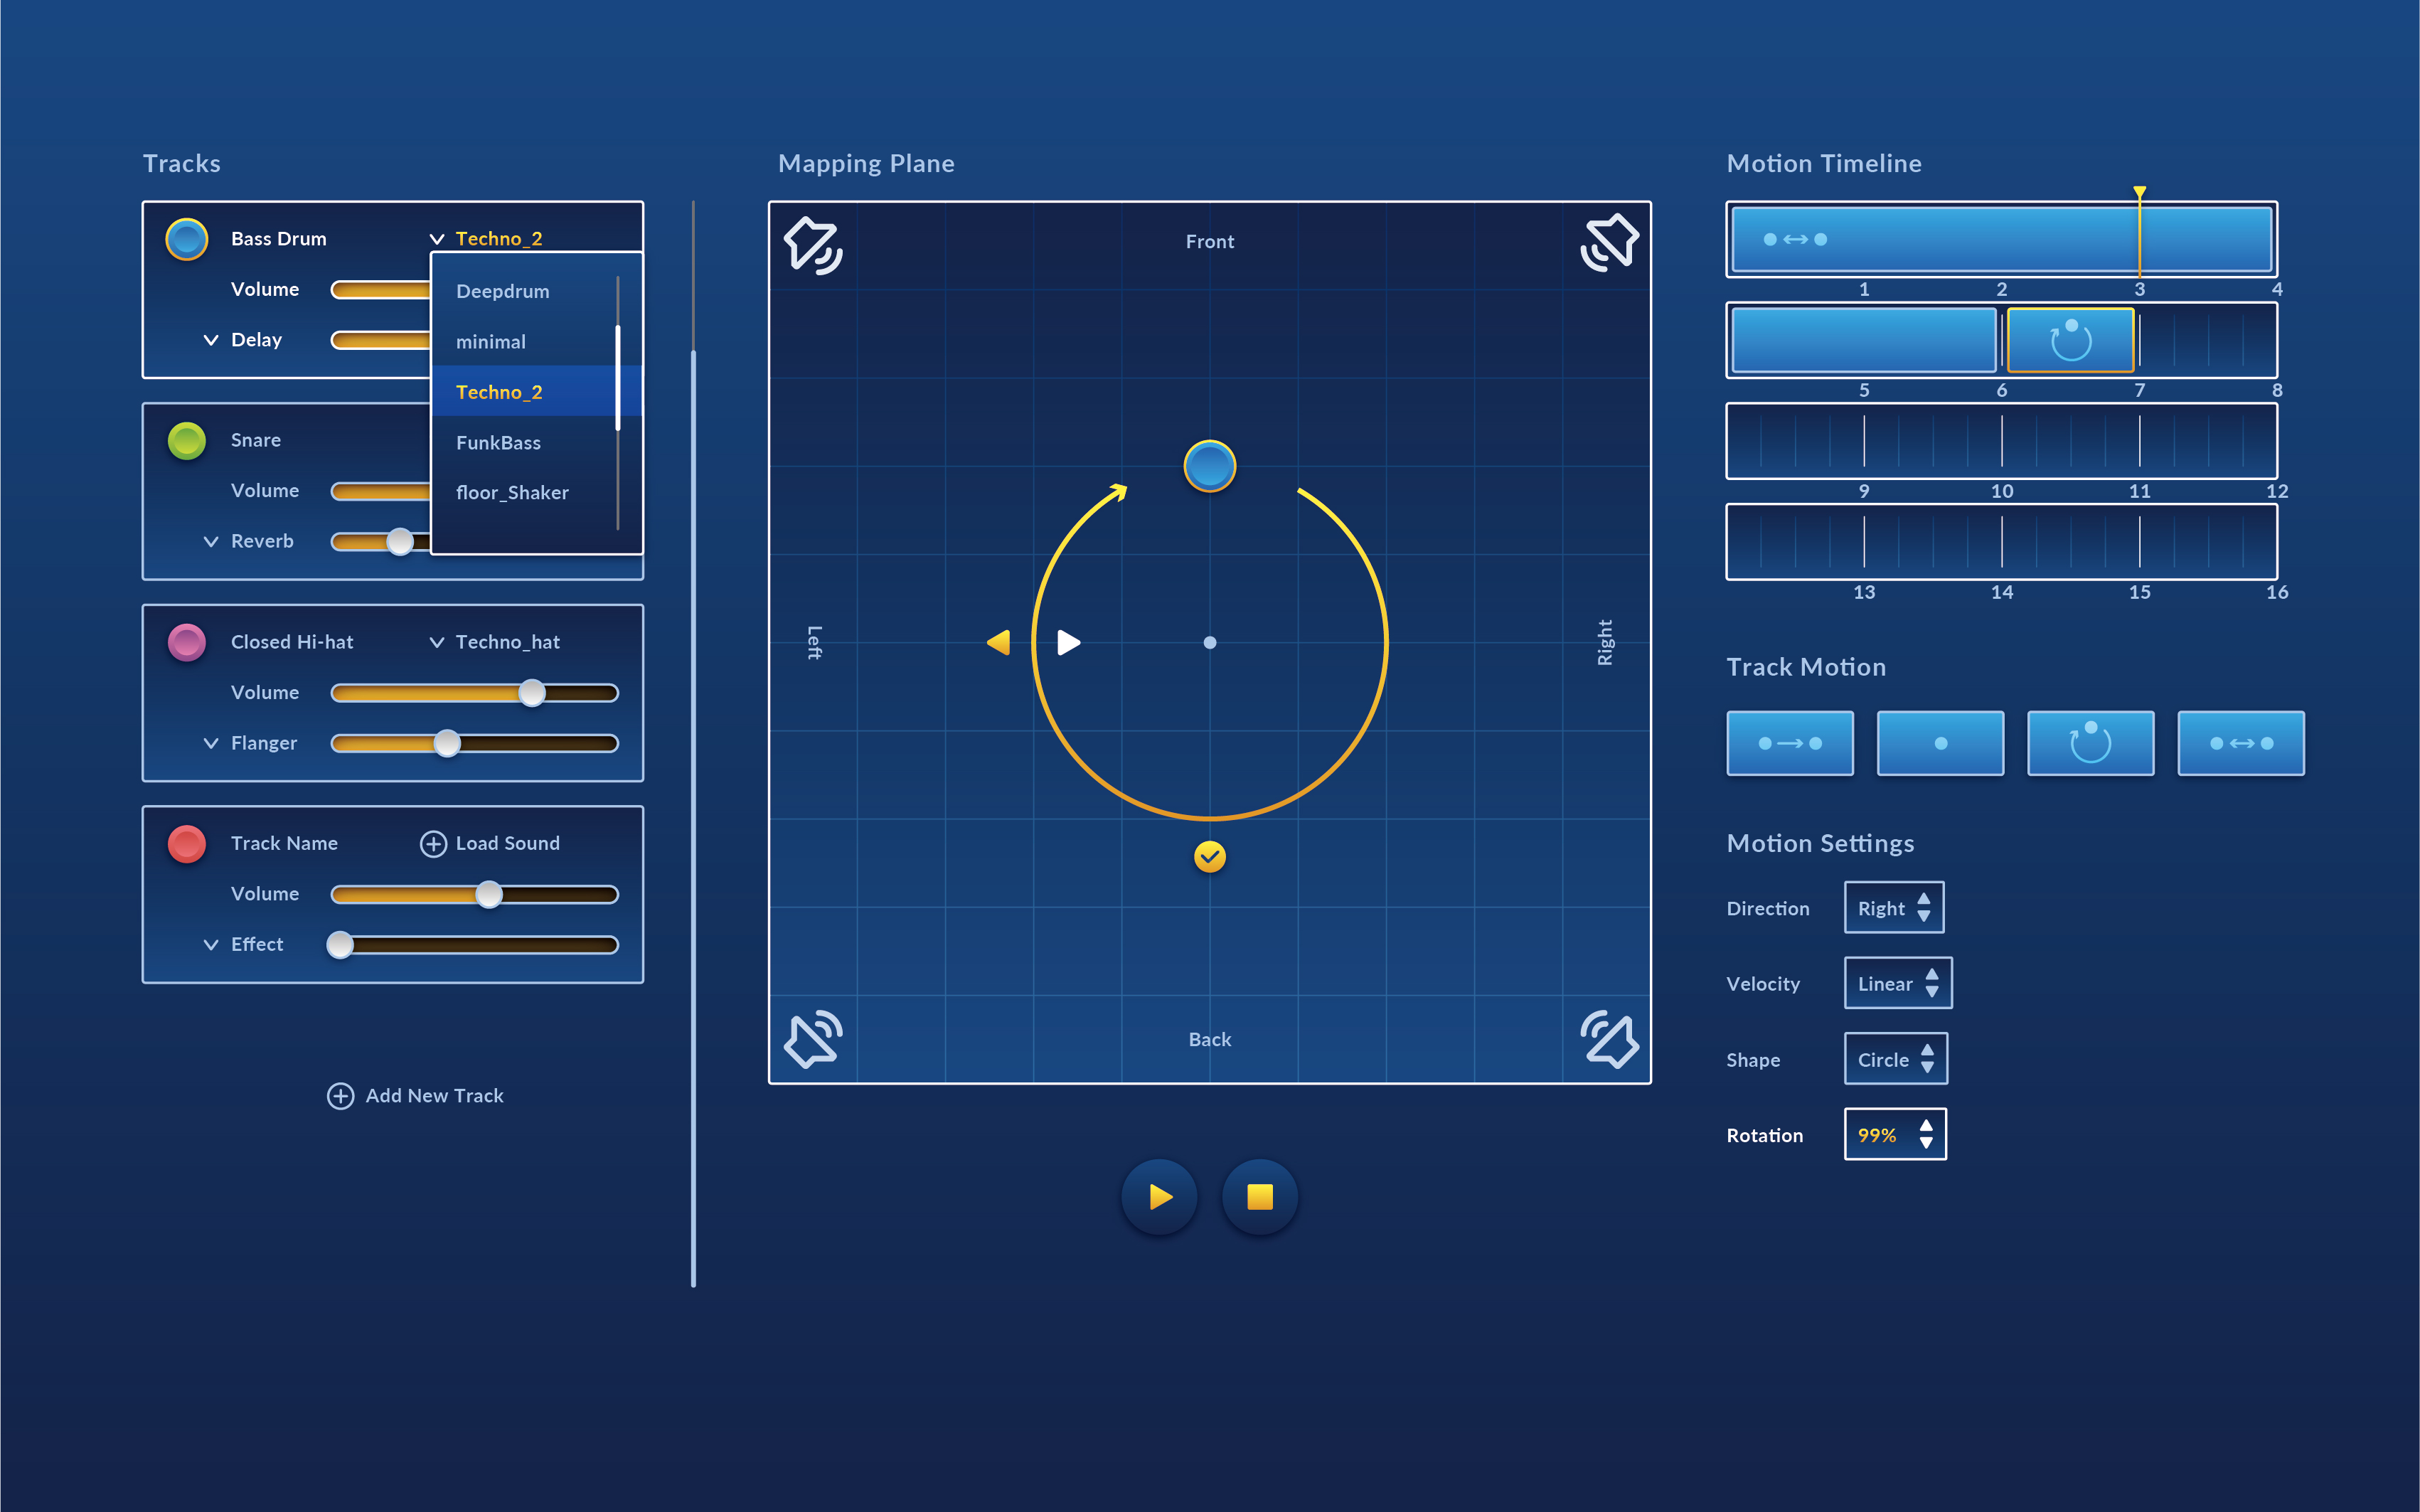 Tracks
Bass Drum
Techno_2
Volume
Delay
Deepdrum
minimal
Techno_2
FunkBass
floor_Shaker
Snare
Volume
Reverb
Closed Hi-hat
Techno_hat
Volume
Flanger
Track Name
Load Sound
Volume
Effect
Add New Track
Mapping Plane
Front
Left
Right
Back
Motion Timeline
1 2 3 4
5 6 7 8
9 10 11 12
13 14 15 16
Track Motion
Motion Settings
Direction Right
Velocity Linear
Shape Circle
Rotation 99%